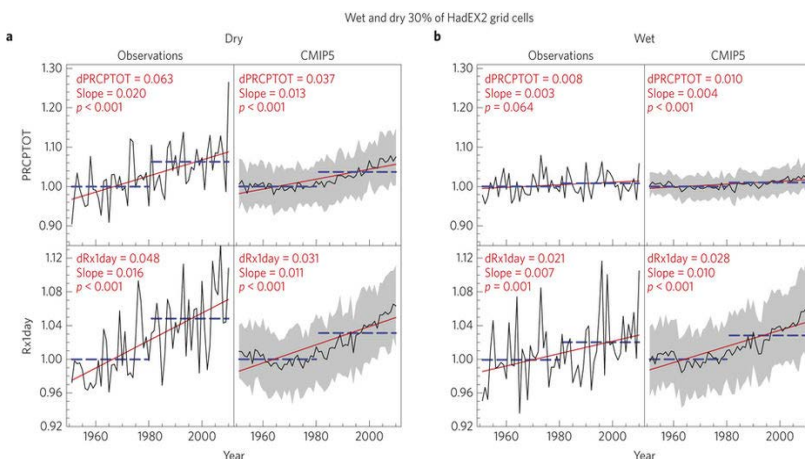 Wet and dry 30% of HadEX2 grid cells
a
Dry
Observations
CMIP5
PRCPTOT
1.30
1.20
1.10
1.00
0.90
dPRCPTOT = 0.063
Slope = 0.020
p < 0.001
dPRCPTOT = 0.037
Slope = 0.013
p < 0.001
Rx1day
1.12
1.08
1.04
1.00
0.96
0.92
dRx1day = 0.048
Slope = 0.016
p < 0.001
dRx1day = 0.031
Slope = 0.011
p < 0.001
1960 1980 2000 1960 1980 2000
Year
b
Wet
Observations
CMIP5
1.30
1.20
1.10
1.00
0.90
dPRCPTOT = 0.008
Slope = 0.003
p = 0.064
dPRCPTOT = 0.010
Slope = 0.004
p < 0.001
1.12
1.08
1.04
1.00
0.96
0.92
dRx1day = 0.021
Slope = 0.007
p = 0.001
dRx1day = 0.028
Slope = 0.010
p < 0.001
1960 1980 2000 1960 1980 2000
Year